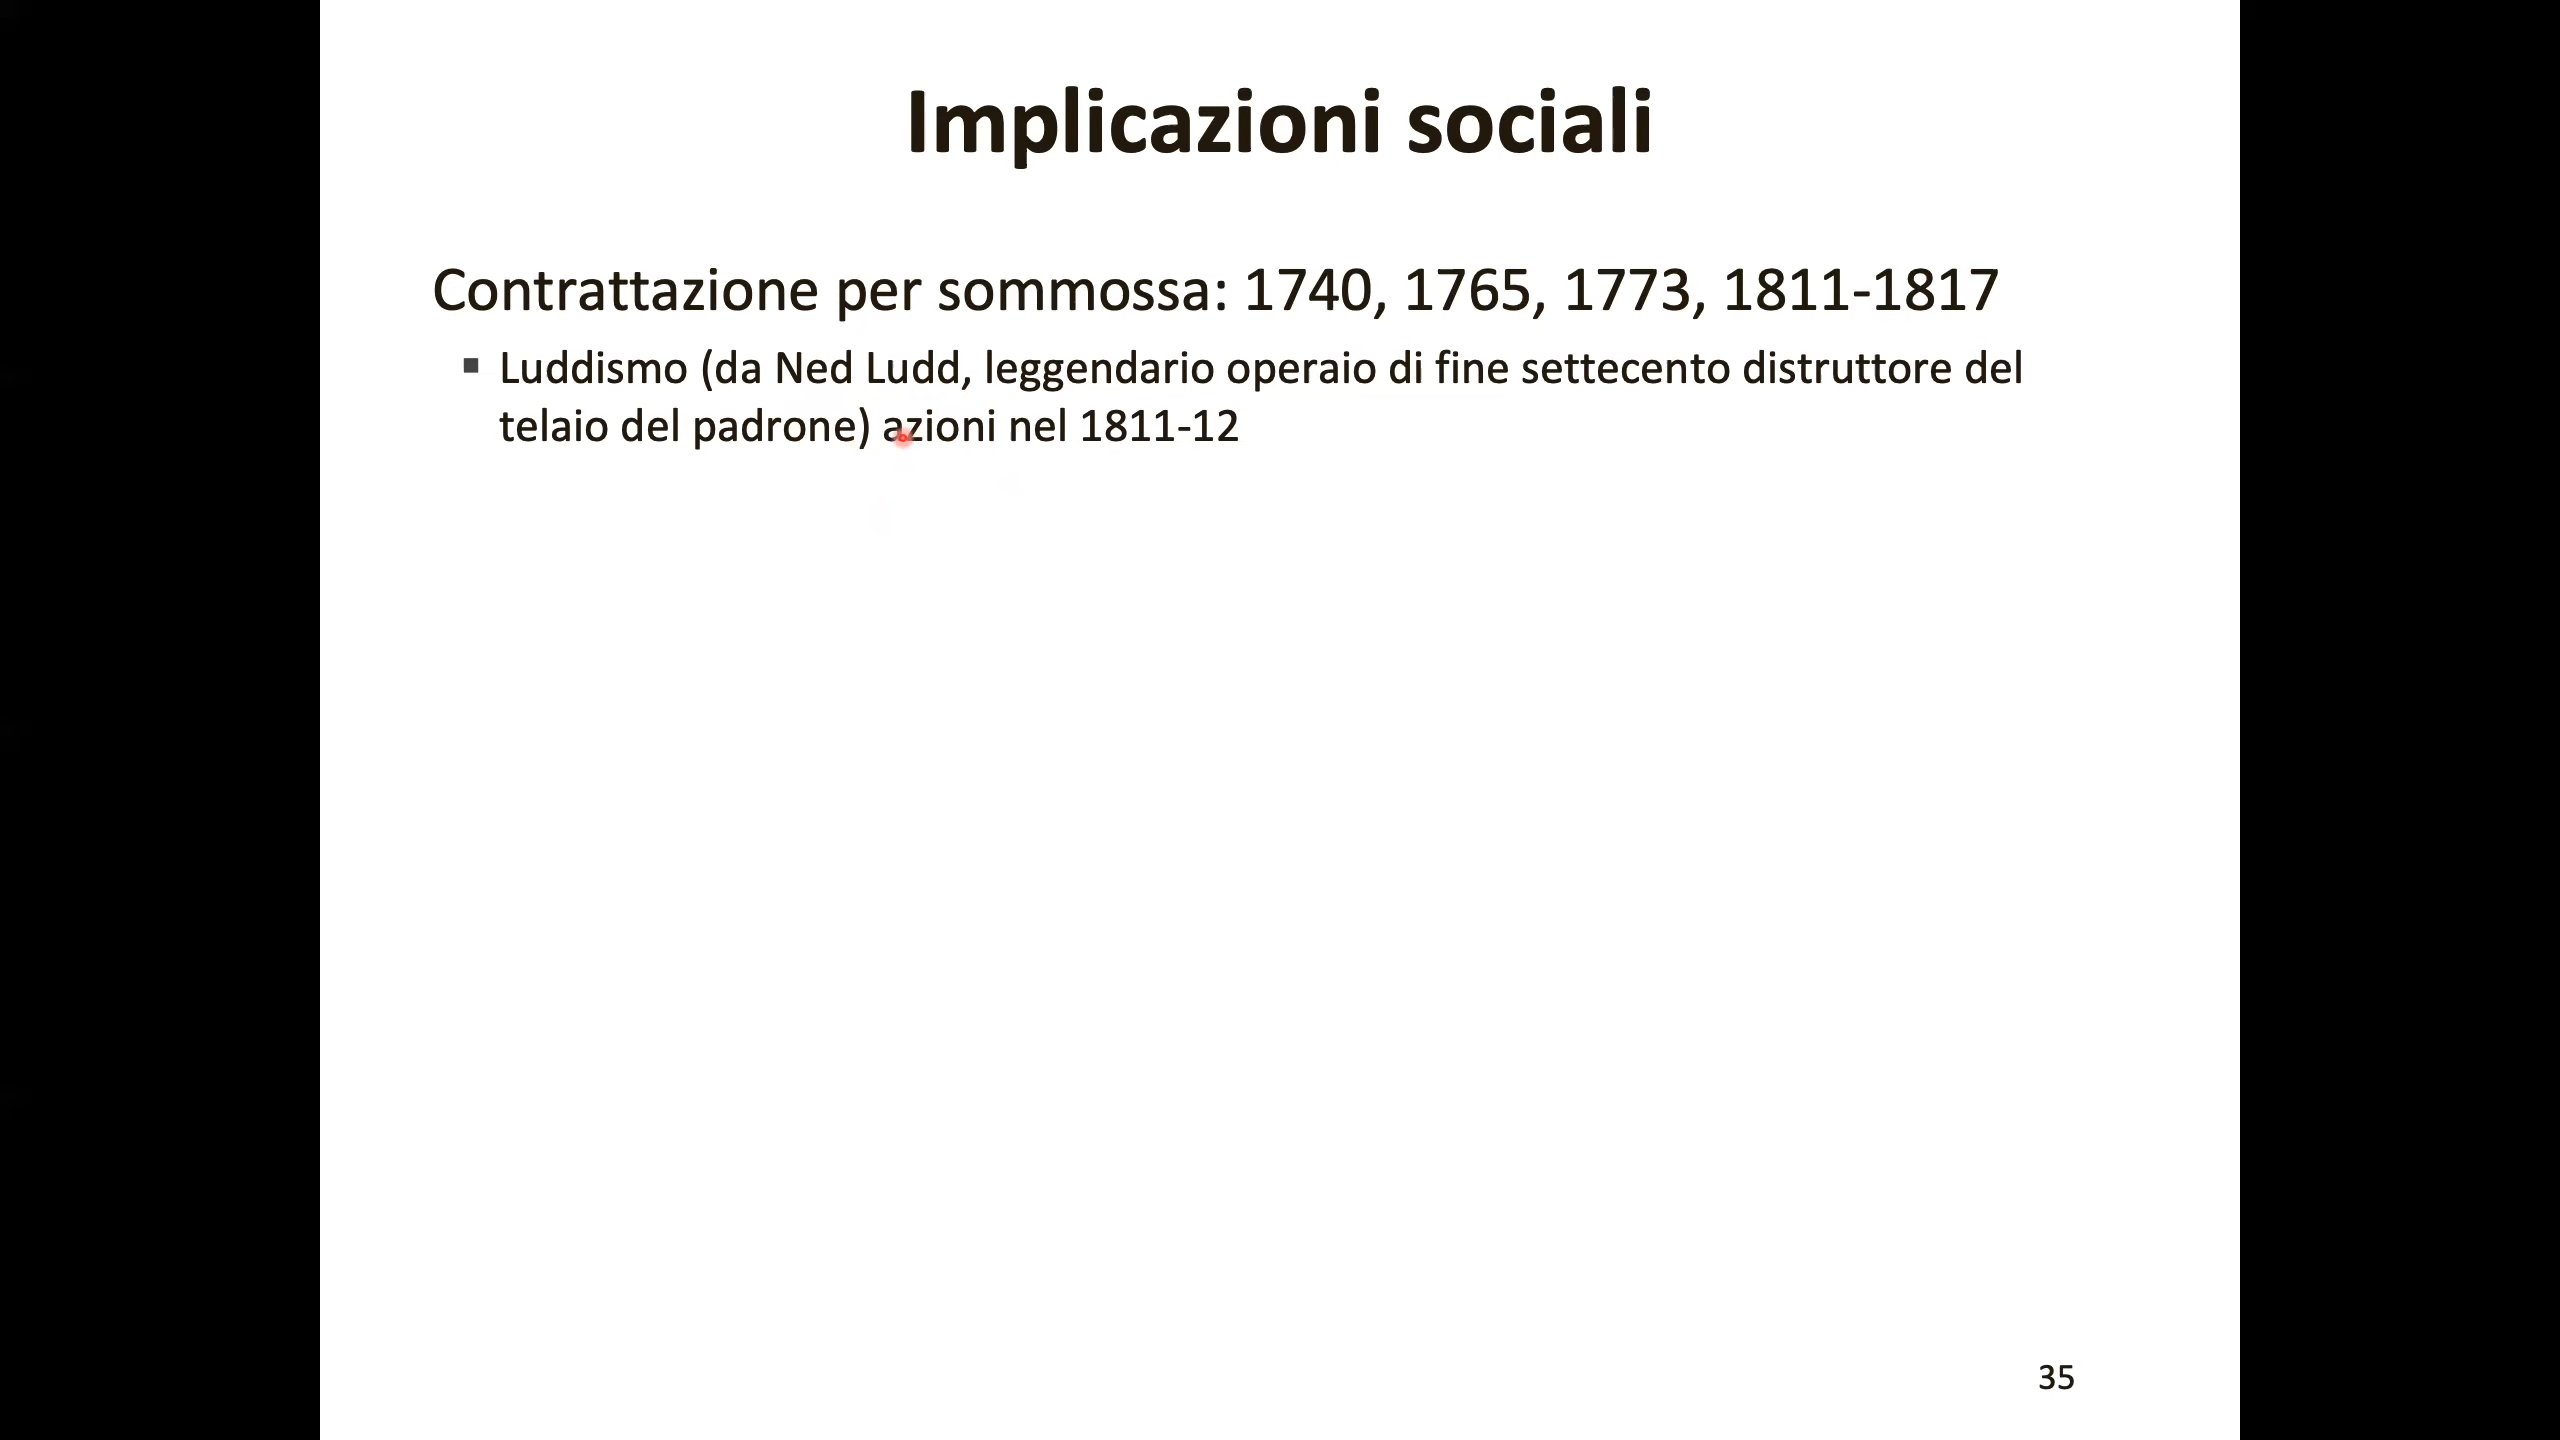 Implicazioni sociali
Contrattazione per sommossa: 1740, 1765, 1773, 1811-1817
▪ Luddismo (da Ned Ludd, leggendario operaio di fine settecento distruttore del
telaio del padrone) azioni nel 1811-12
35